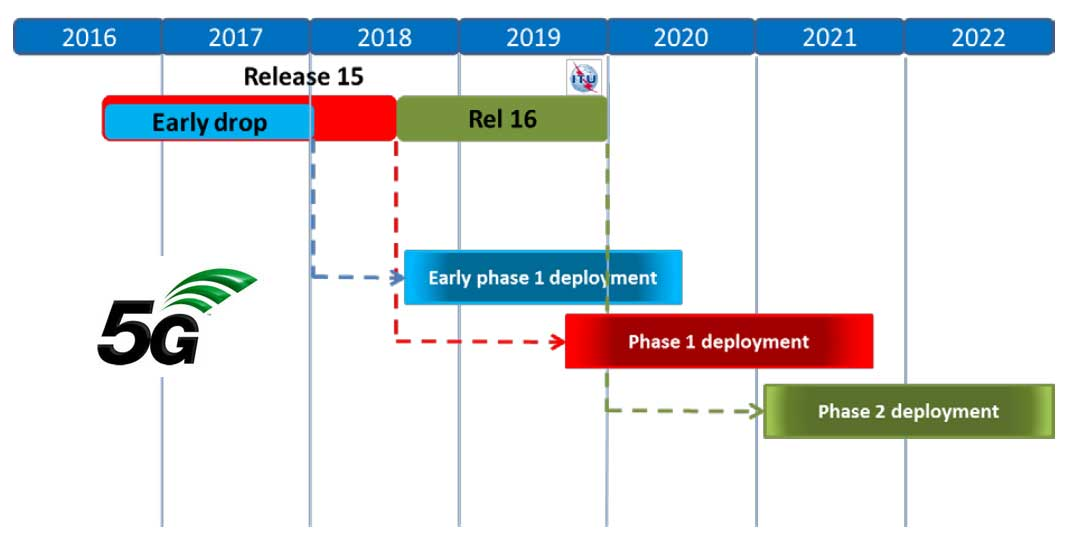 2016 2017 2018 2019 2020 2021 2022
Release 15
ITU
Early drop
Rel 16
Early phase 1 deployment
5G
Phase 1 deployment
Phase 2 deployment